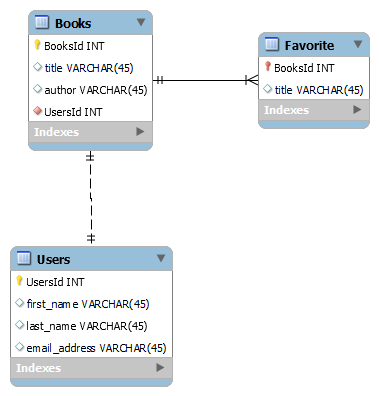 Books
BooksId INT
title VARCHAR(45)
author VARCHAR(45)
UsersId INT
Indexes
Favorite
BooksId INT
title VARCHAR(45)
Indexes
Users
UsersId INT
first_name VARCHAR(45)
last_name VARCHAR(45)
email_address VARCHAR(45)
Indexes